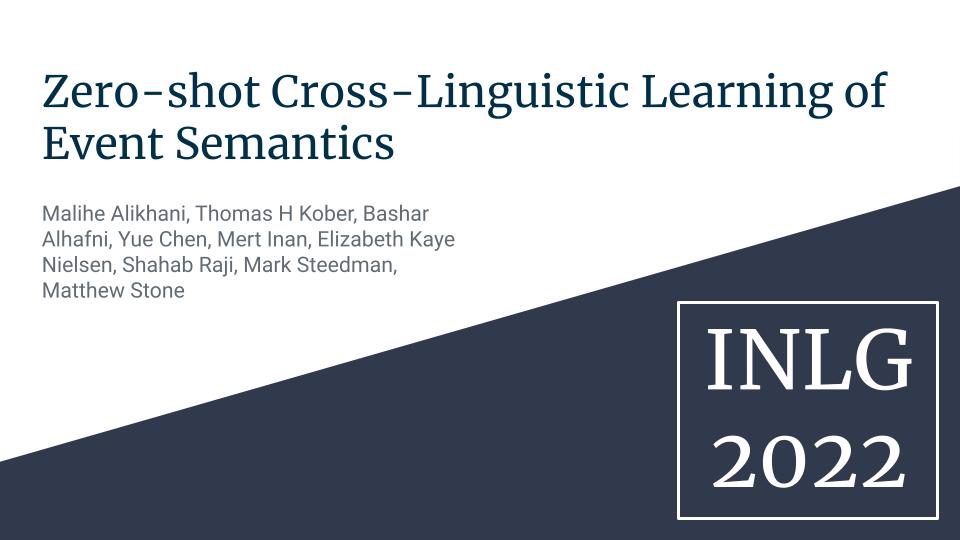 Zero-shot Cross-Linguistic Learning of
Event Semantics
Malihe Alikhani, Thomas H Kober, Bashar
Alhafni, Yue Chen, Mert Inan, Elizabeth Kaye
Nielsen, Shahab Raji, Mark Steedman,
Matthew Stone
INLG
2022